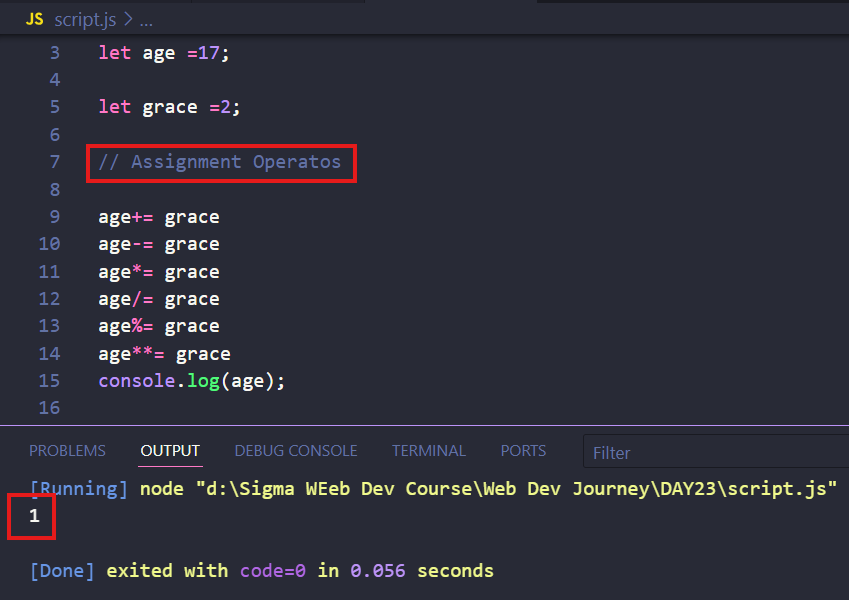 JS script.js > ...
3 let age =17;
4
5 let grace =2;
6
7 // Assignment Operatos
8
9 age+= grace
10 age-= grace
11 age*= grace
12 age/= grace
13 age%= grace
14 age**= grace
15 console.log(age);
16
PROBLEMS OUTPUT DEBUG CONSOLE TERMINAL PORTS Filter
[Running] node "d:\Sigma WEeb Dev Course\Web Dev Journey\DAY23\script.js"
1
[Done] exited with code=0 in 0.056 seconds